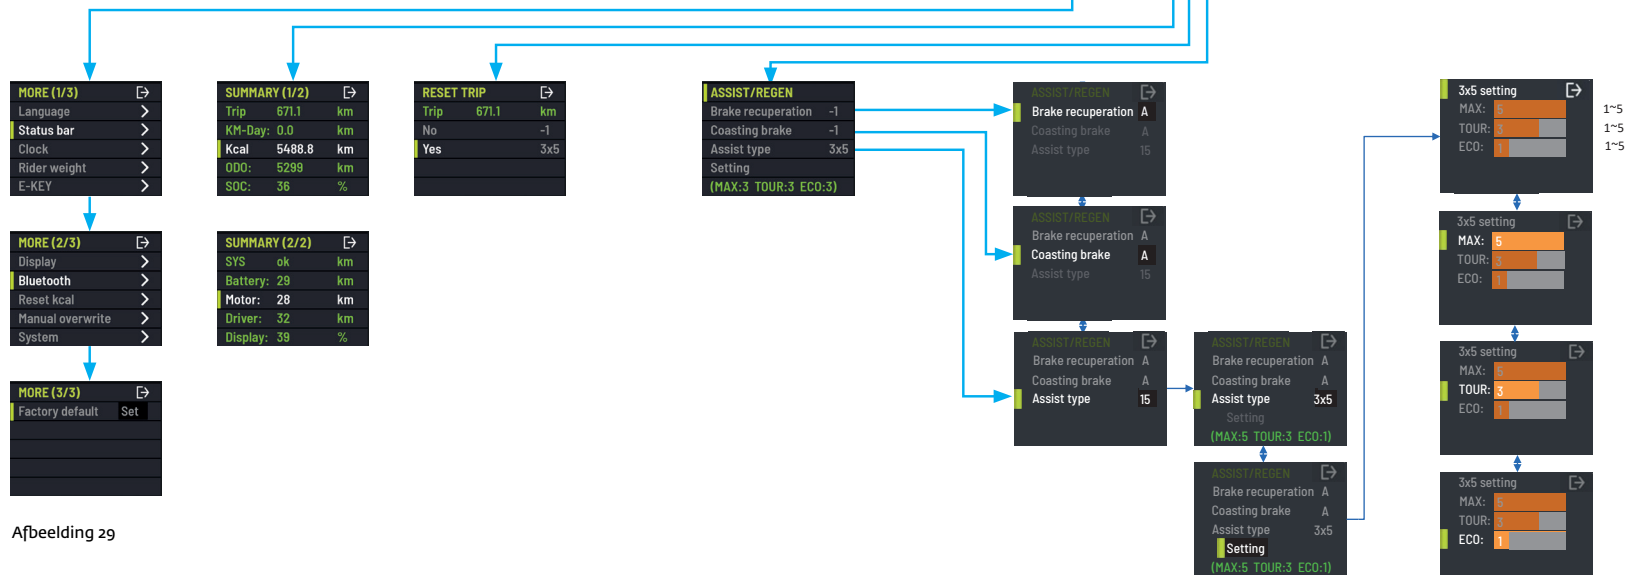 MORE (1/3)
Language
Status bar
Clock
Rider weight
E-KEY
MORE (2/3)
Display
Bluetooth
Reset kcal
Manual overwrite
System
MORE (3/3)
Factory default Set
Afbeelding 29
SUMMARY (1/2)
Trip 671.1 km
KM-Day: 0.0 km
Kcal 5488.8 km
ODO: 5299 km
SOC: 36 %
SUMMARY (2/2)
SYS ok km
Battery: 29 km
Motor: 28 km
Driver: 32 km
Display: 39 %
RESET TRIP
Trip 671.1 km
No -1
Yes 3x5
ASSIST/REGEN
Brake recuperation -1
Coasting brake -1
Assist type 3x5
Setting
(MAX:3 TOUR:3 ECO:3)
ASSIST/REGEN
Brake recuperation A
Coasting brake A
Assist type 15
ASSIST/REGEN
Brake recuperation A
Coasting brake A
Assist type 15
ASSIST/REGEN
Brake recuperation A
Coasting brake A
Assist type 15
ASSIST/REGEN
Brake recuperation A
Coasting brake A
Assist type 3x5
Setting
(MAX:5 TOUR:3 ECO:1)
ASSIST/REGEN
Brake recuperation A
Coasting brake A
Assist type 3x5
Setting
(MAX:5 TOUR:3 ECO:1)
3x5 setting
MAX: 5 1~5
TOUR: 3 1~5
ECO: 1 1~5
3x5 setting
MAX: 5
TOUR: 3
ECO: 1
3x5 setting
MAX: 5
TOUR: 3
ECO: 1
3x5 setting
MAX: 5
TOUR: 3
ECO: 1